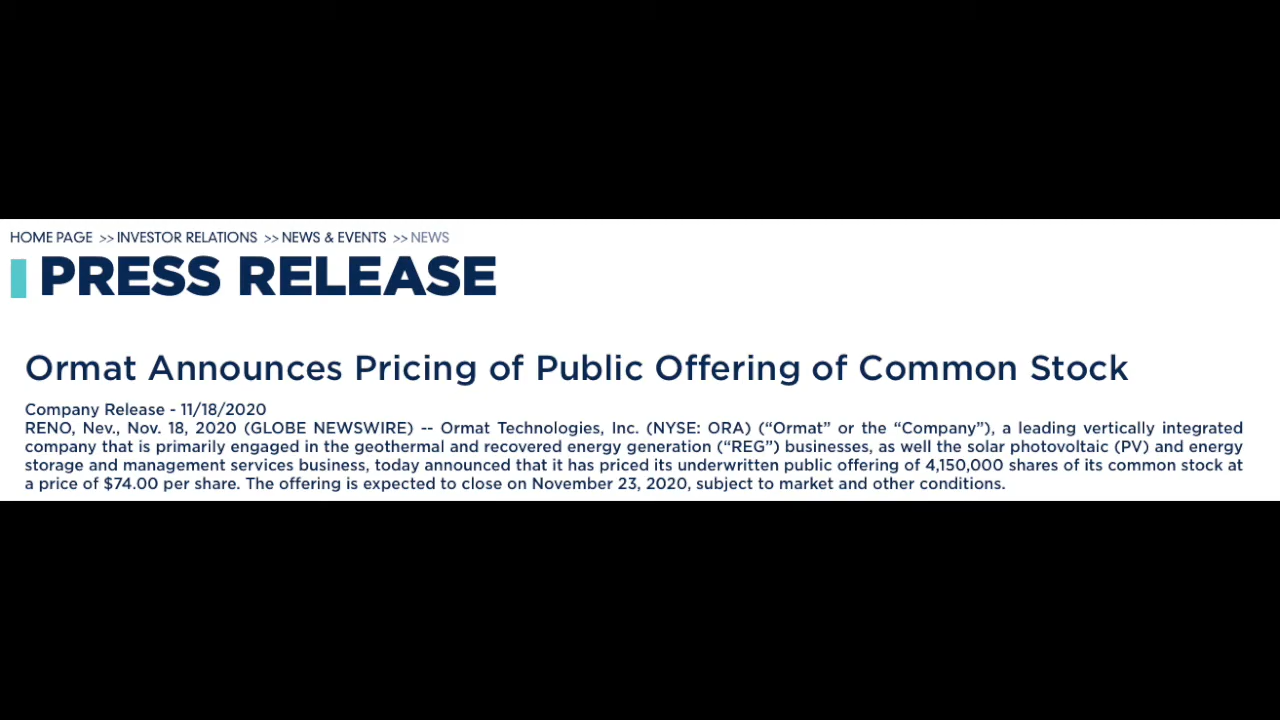 HOME PAGE >> INVESTOR RELATIONS >> NEWS & EVENTS >> NEWS
PRESS RELEASE
Ormat Announces Pricing of Public Offering of Common Stock
Company Release - 11/18/2020
RENO, Nev., Nov. 18, 2020 (GLOBE NEWSWIRE) -- Ormat Technologies, Inc. (NYSE: ORA) (“Ormat” or the “Company”), a leading vertically integrated
company that is primarily engaged in the geothermal and recovered energy generation (“REG”) businesses, as well the solar photovoltaic (PV) and energy
storage and management services business, today announced that it has priced its underwritten public offering of 4,150,000 shares of its common stock at
a price of $74.00 per share. The offering is expected to close on November 23, 2020, subject to market and other conditions.